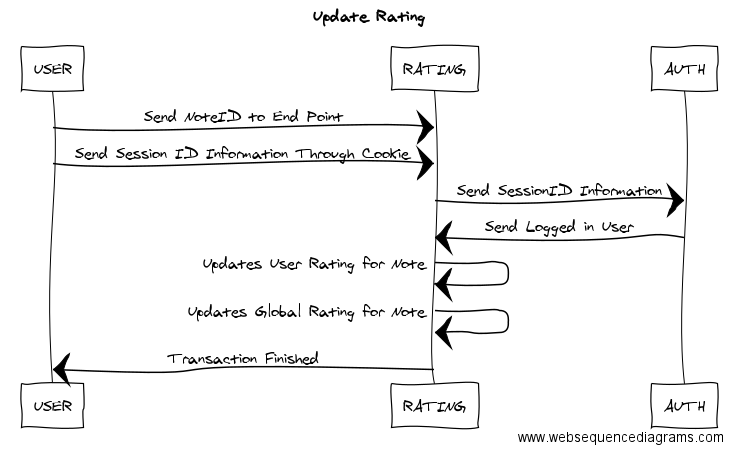 Update Rating
USER RATING AUTH
Send NoteID to End Point
Send Session ID Information Through Cookie
Send SessionID Information
Send Logged in User
Updates User Rating for Note
Updates Global Rating for Note
Transaction Finished
USER RATING AUTH
www.websequencediagrams.com